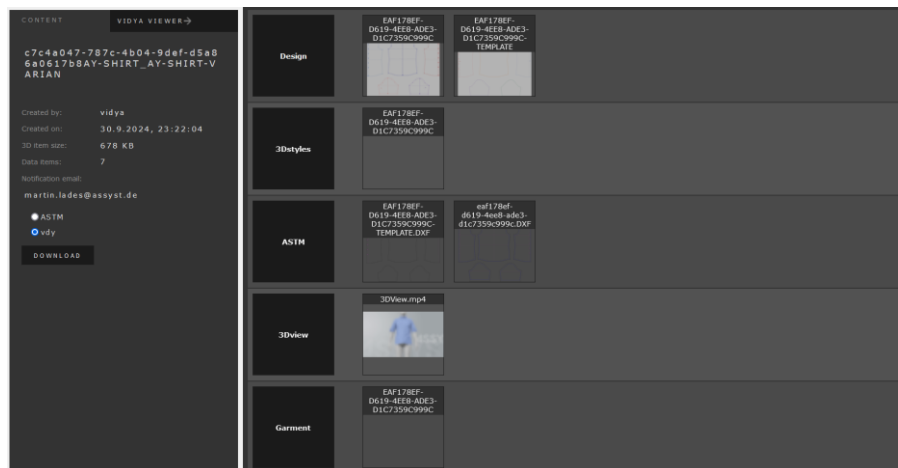 CONTENT
VIDYA VIEWER→
c7c4a047-787c-4b04-9def-d5a8
6a0617b8AY-SHIRT_AY-SHIRT-V
ARIAN
Created by: vidya
Created on: 30.9.2024, 23:22:04
3D item size: 678 KB
Data items: 7
Notification email:
martin.lades@assyst.de
ASTM
vdy
DOWNLOAD
Design
EAF178EF-
D619-4EE8-ADE3-
D1C7359C999C
EAF178EF-
D619-4EE8-ADE3-
D1C7359C999C-
TEMPLATE
3Dstyles
EAF178EF-
D619-4EE8-ADE3-
D1C7359C999C
ASTM
EAF178EF-
D619-4EE8-ADE3-
D1C7359C999C-
TEMPLATE.DXF
eaf178ef-
d619-4ee8-ade3-
d1c7359c999c.DXF
3Dview
3DView.mp4
Garment
EAF178EF-
D619-4EE8-ADE3-
D1C7359C999C